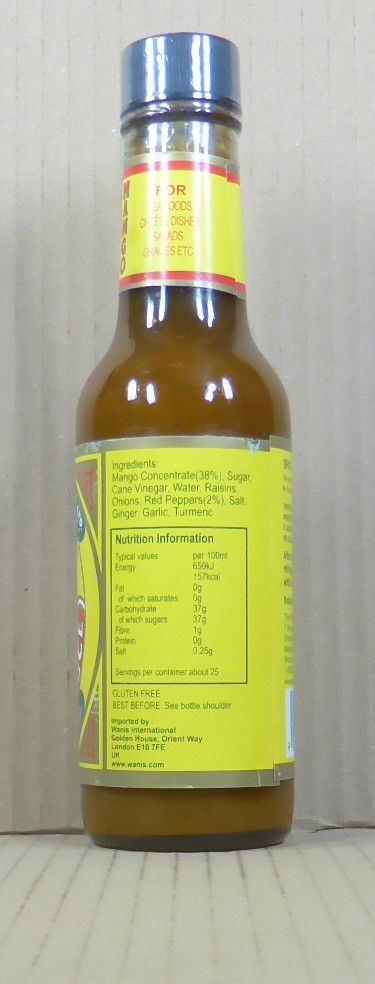 MANGO
FOR
SEAFOODS
CHEESE DISHES
SALADS
GRAVIES ETC.
Ingredients
Mango Concentrate(38%), Sugar,
Cane Vinegar, Water, Raisins,
Onions, Red Peppers(2%), Salt,
Ginger, Garlic, Turmeric
Nutrition Information
Typical values per 100ml
Energy 659kJ
157kcal
Fat 0g
of which saturates 0g
Carbohydrate 37g
of which sugars 37g
Fibre 1g
Protein 0g
Salt 0.25g
Servings per container about 25
GLUTEN FREE
BEST BEFORE: See bottle shoulder
Imported by
Wanis International
Golden House, Orient Way
London E10 7FE
UK
www.wanis.com